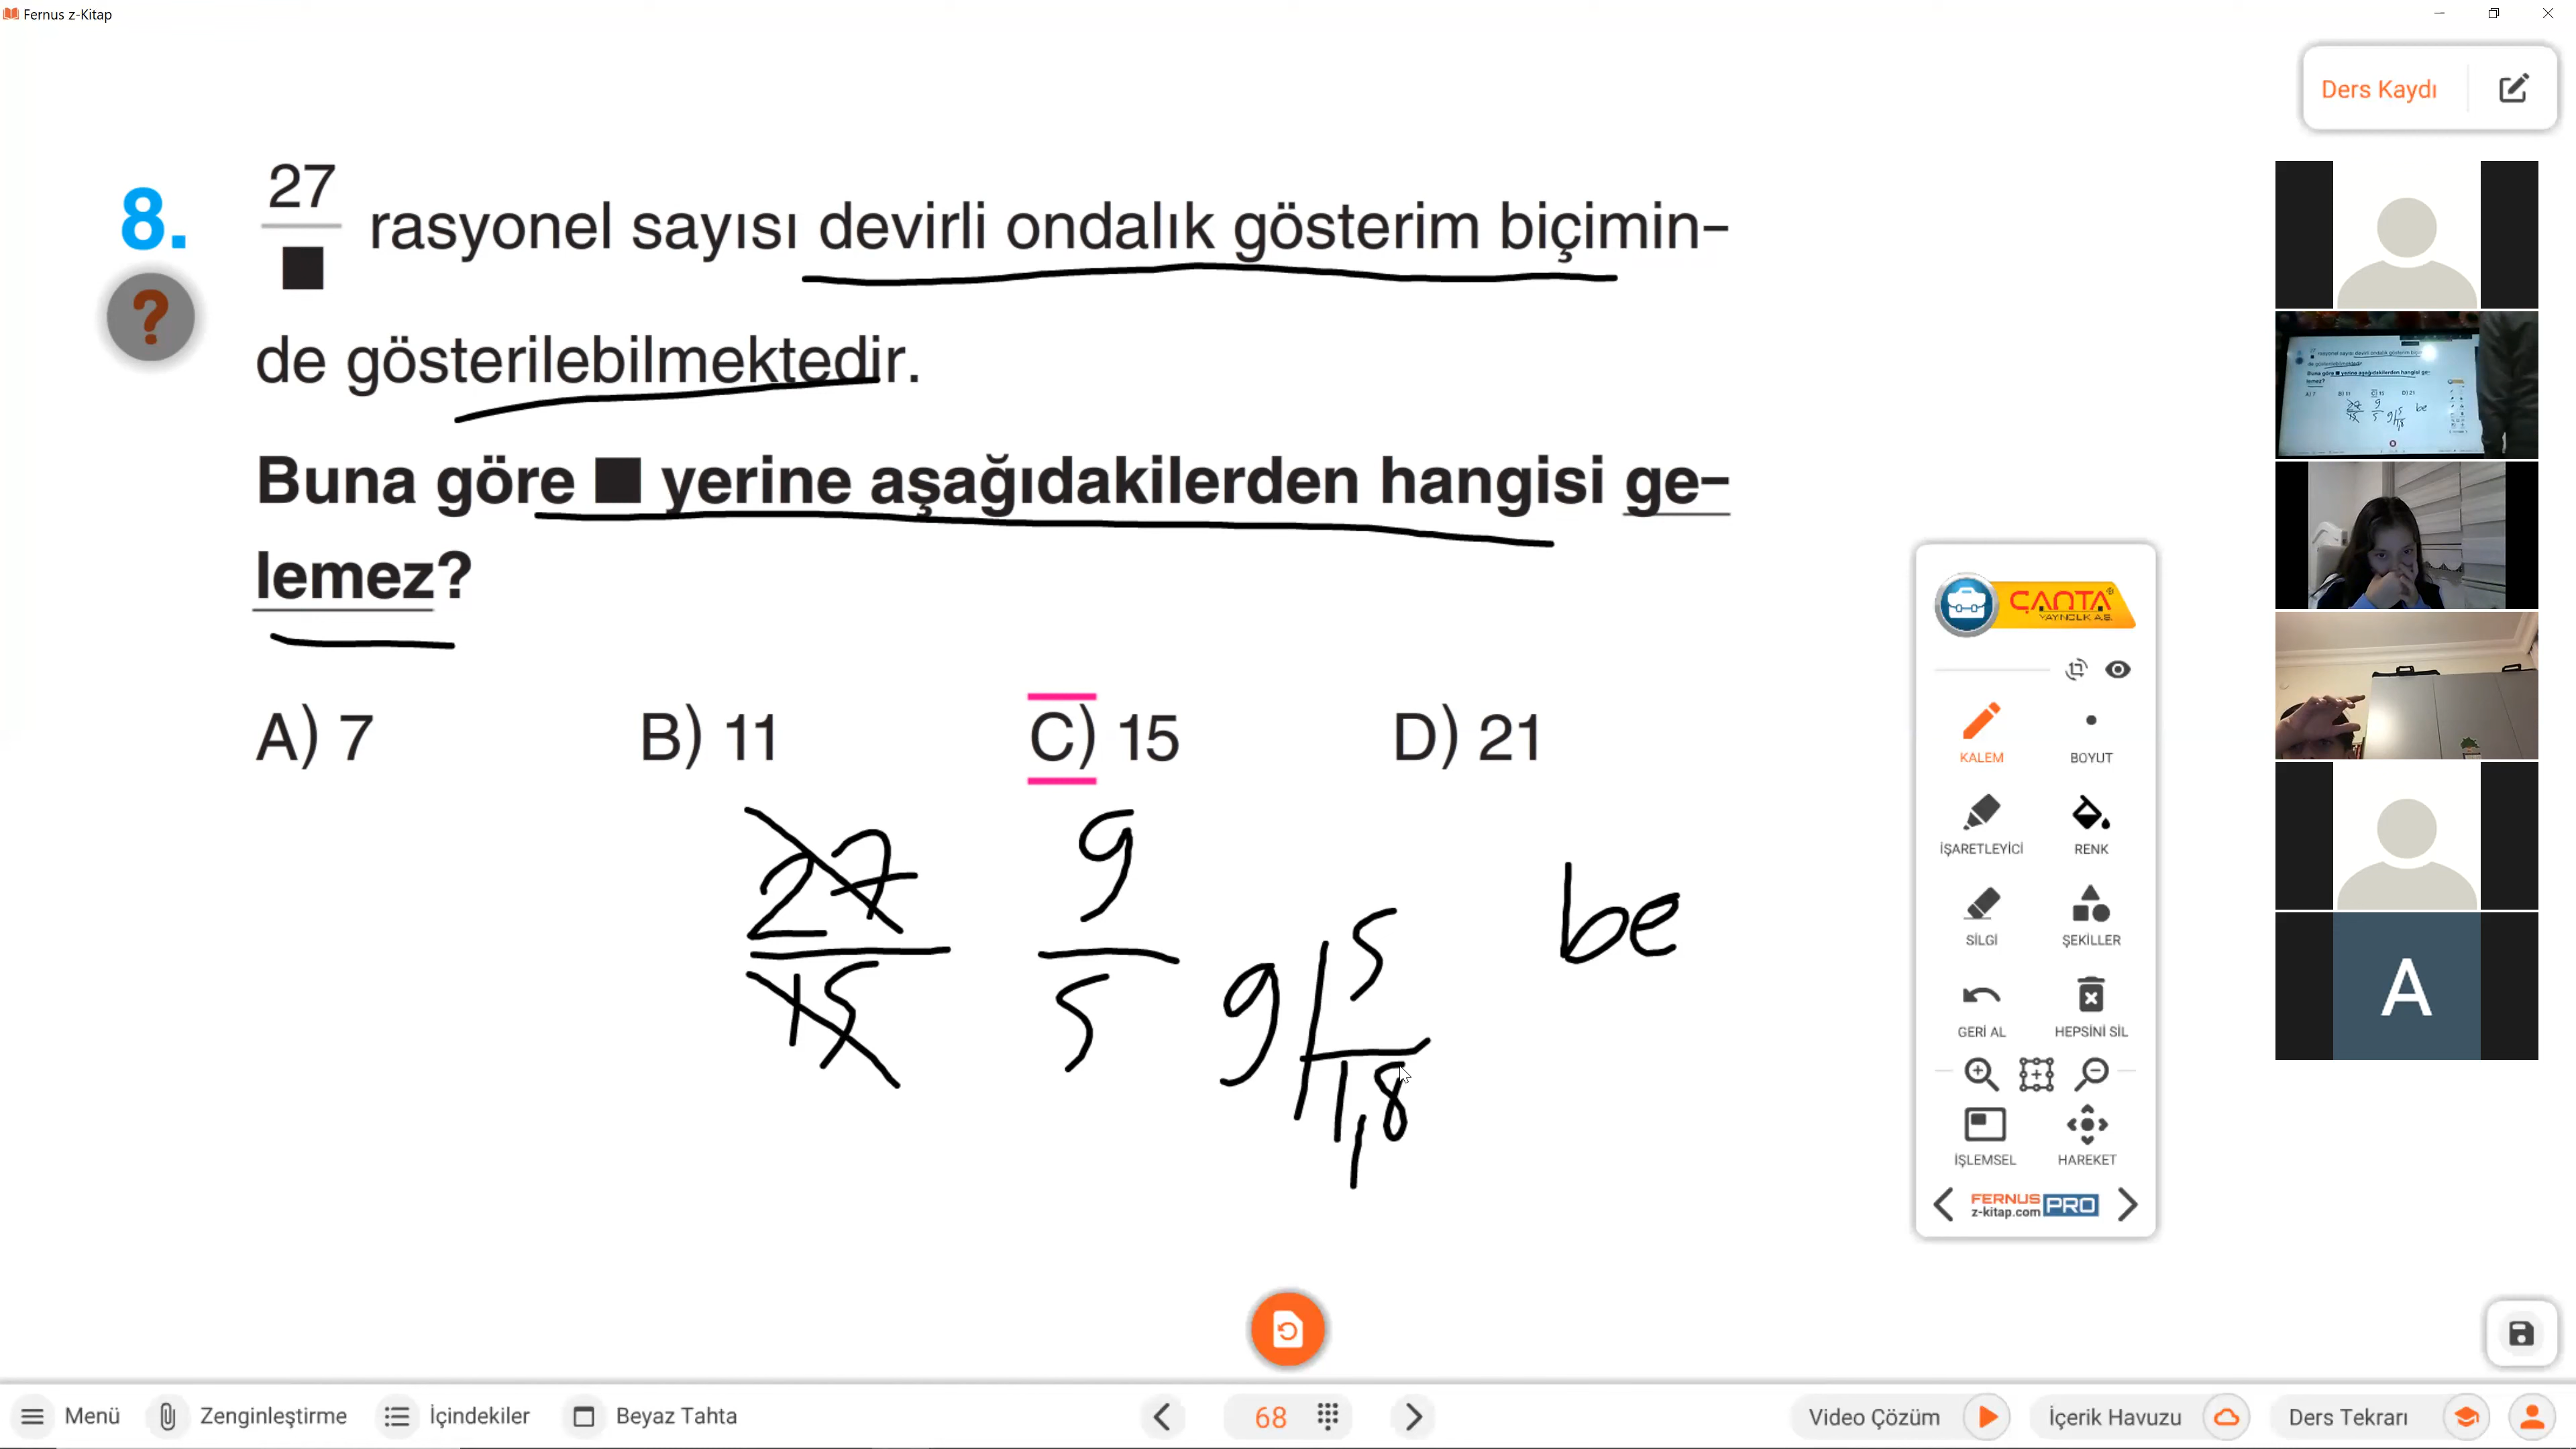 Fernus z-Kitap
Ders Kaydı
8. 27/■ rasyonel sayısı devirli ondalık gösterim biçimin-
?
de gösterilebilmektedir.
Buna göre ■ yerine aşağıdakilerden hangisi ge-
lemez?
A) 7 B) 11 C) 15 D) 21
27/15 9/5 9 5 1,8 be
ÇANTA
YAYINCILIK A.Ş.
KALEM BOYUT
İŞARETLEYİCİ RENK
SİLGİ ŞEKİLLER
GERİ AL HEPSİNİ SİL
İŞLEMSEL HAREKET
FERNUS
z-kitap.com PRO
A
Menü Zenginleştirme İçindekiler Beyaz Tahta 68 Video Çözüm İçerik Havuzu Ders Tekrarı